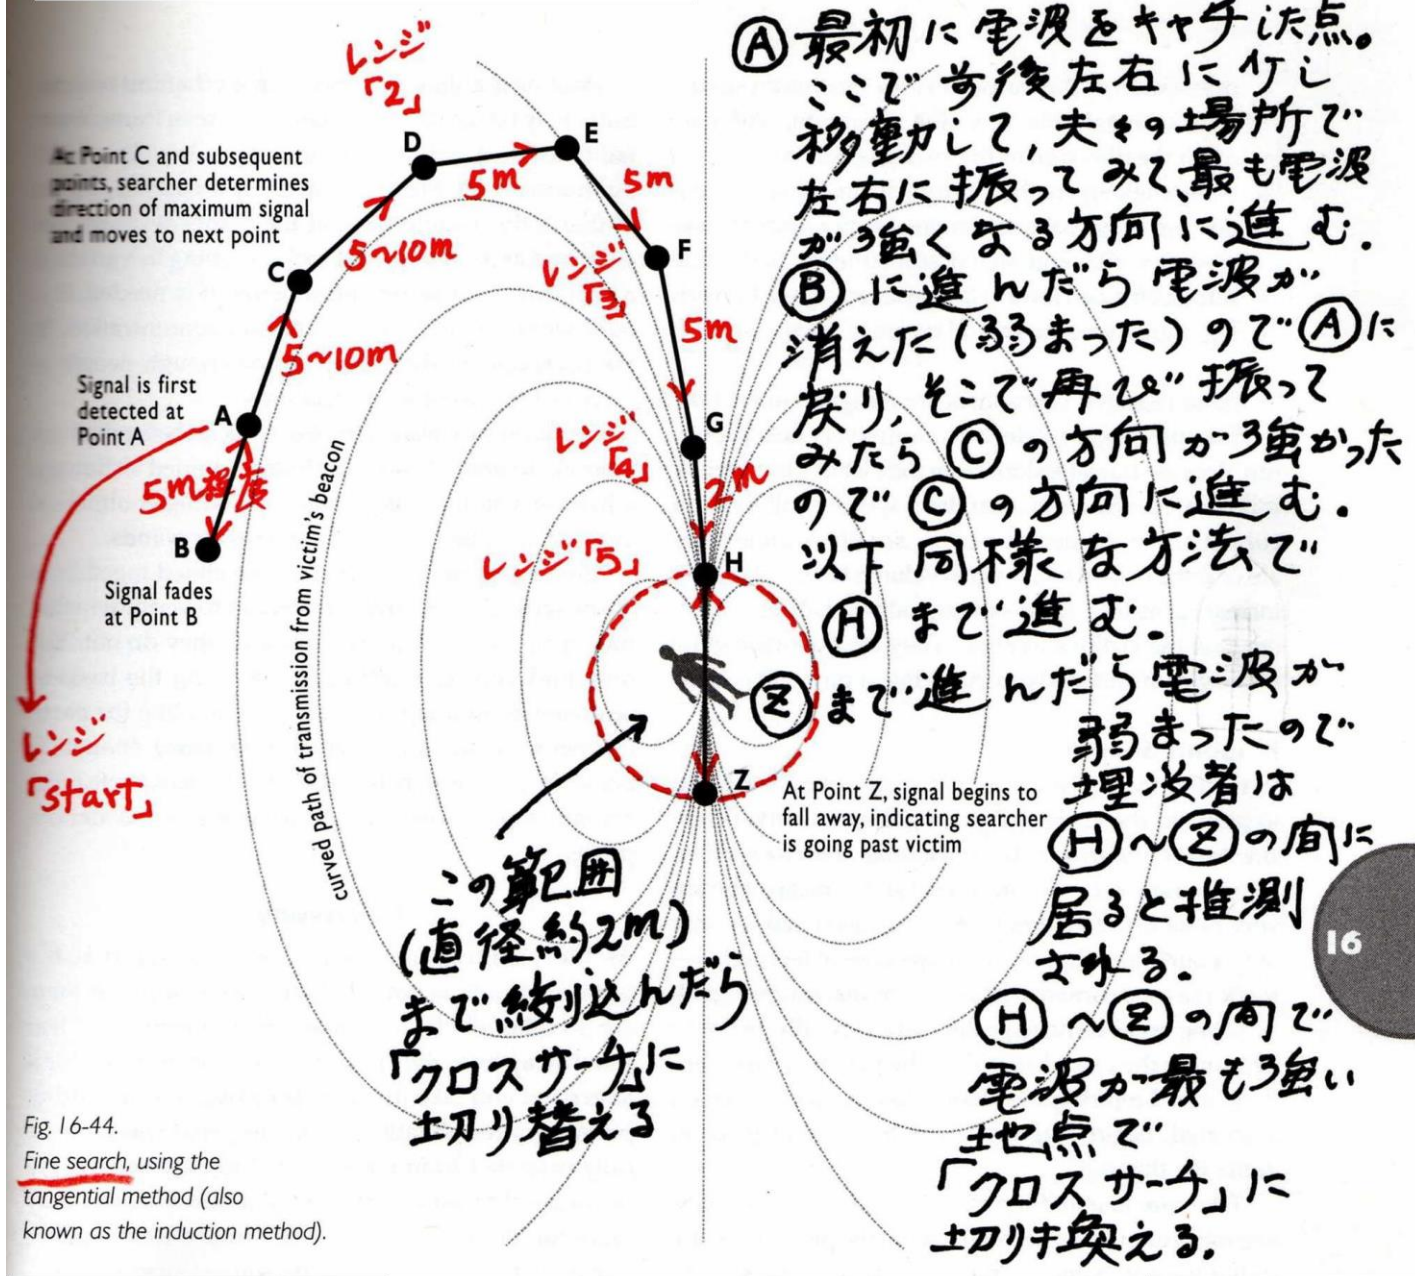 レンジ
「2」
D
E
At Point C and subsequent
points, searcher determines
direction of maximum signal
and moves to next point
5m
5m
C
5~10m
F
レンジ
「3」
5~10m
5m
Signal is first
detected at
Point A
A
レンジ
「4」
G
5m程度
2m
B
レンジ「5」
H
Signal fades
at Point B
curved path of transmission from victim's beacon
レンジ
「start」
Z
At Point Z, signal begins to
fall away, indicating searcher
is going past victim
この範囲
(直径約2m)
まで絞り込んだら
「クロスサーチ」に
切り替える
Ⓐ最初に電波をキャチした点。
ここで前後左右に少し
移動して,夫々の場所で
左右に振ってみて最も電波
が強くなる方向に進む.
Ⓑに進んだら電波が
消えた(弱まった)のでⒶに
戻り,そこで再び振って
みたらⒸの方向が強かった
のでⒸの方向に進む.
以下同様な方法で
Ⓗまで進む.
Ⓩまで進んだら電波が
弱まったので
埋没者は
Ⓗ~Ⓩの間に
居ると推測
される.
Ⓗ~Ⓩの間で
電波が最も強い
地点で
「クロスサーチ」に
切り換える.
16
Fig. 16-44.
Fine search, using the
tangential method (also
known as the induction method).